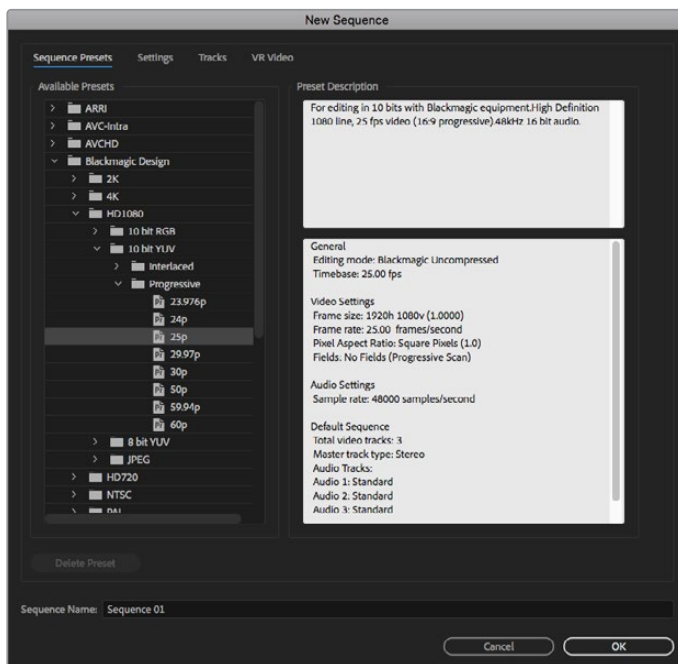 New Sequence
Sequence Presets Settings Tracks VR Video
Available Presets
ARRI
AVC-Intra
AVCHD
Blackmagic Design
2K
4K
HD1080
10 bit RGB
10 bit YUV
Interlaced
Progressive
23.976p
24p
25p
29.97p
30p
50p
59.94p
60p
8 bit YUV
JPEG
HD720
NTSC
PAL
Delete Preset
Preset Description
For editing in 10 bits with Blackmagic equipment.High Definition
1080 line, 25 fps video (16:9 progressive).48kHz 16 bit audio.
General
Editing mode: Blackmagic Uncompressed
Timebase: 25.00 fps
Video Settings
Frame size: 1920h 1080v (1.0000)
Frame rate: 25.00 frames/second
Pixel Aspect Ratio: Square Pixels (1.0)
Fields: No Fields (Progressive Scan)
Audio Settings
Sample rate: 48000 samples/second
Default Sequence
Total video tracks: 3
Master track type: Stereo
Audio Tracks:
Audio 1: Standard
Audio 2: Standard
Audio 3: Standard
Sequence Name: Sequence 01
Cancel OK